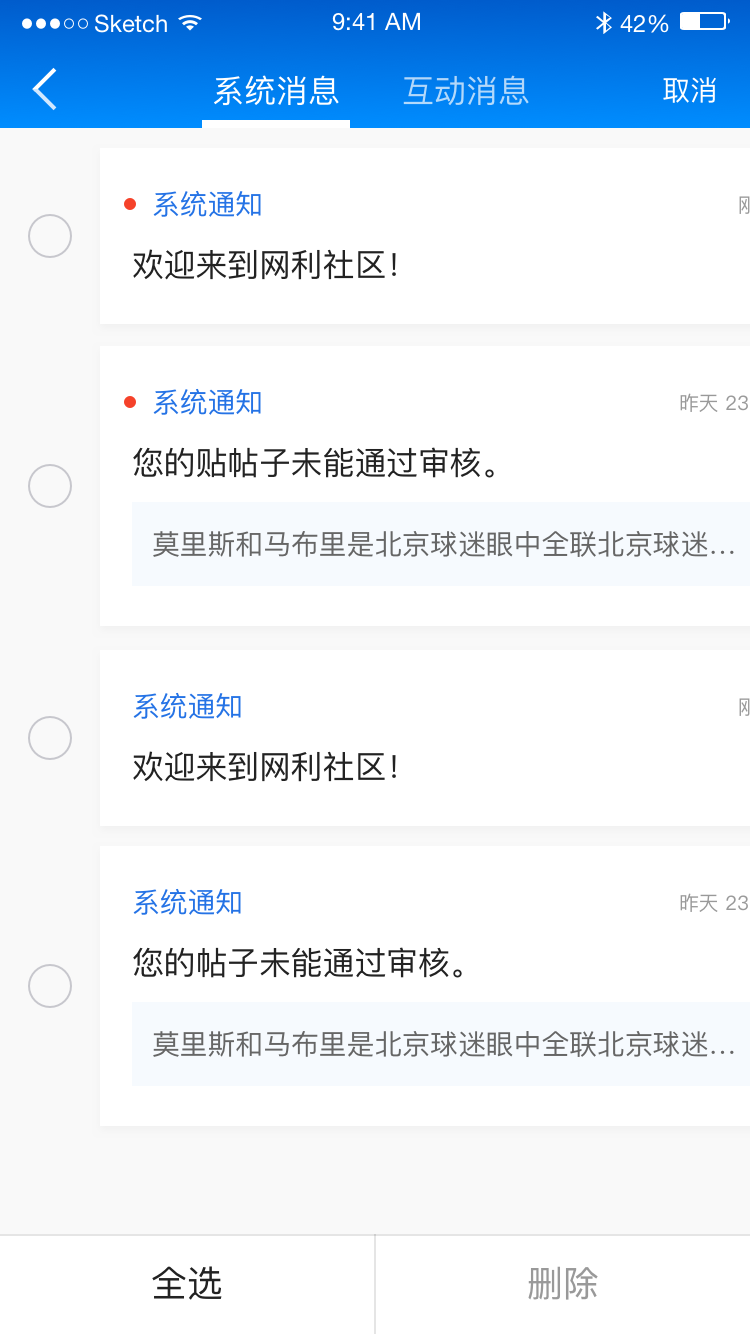 Sketch 9:41 AM 42%
系统消息 互动消息 取消
系统通知 刚
欢迎来到网利社区！
系统通知 昨天 23
您的贴帖子未能通过审核。
莫里斯和马布里是北京球迷眼中全联北京球迷...
系统通知 刚
欢迎来到网利社区！
系统通知 昨天 23
您的帖子未能通过审核。
莫里斯和马布里是北京球迷眼中全联北京球迷...
全选 删除